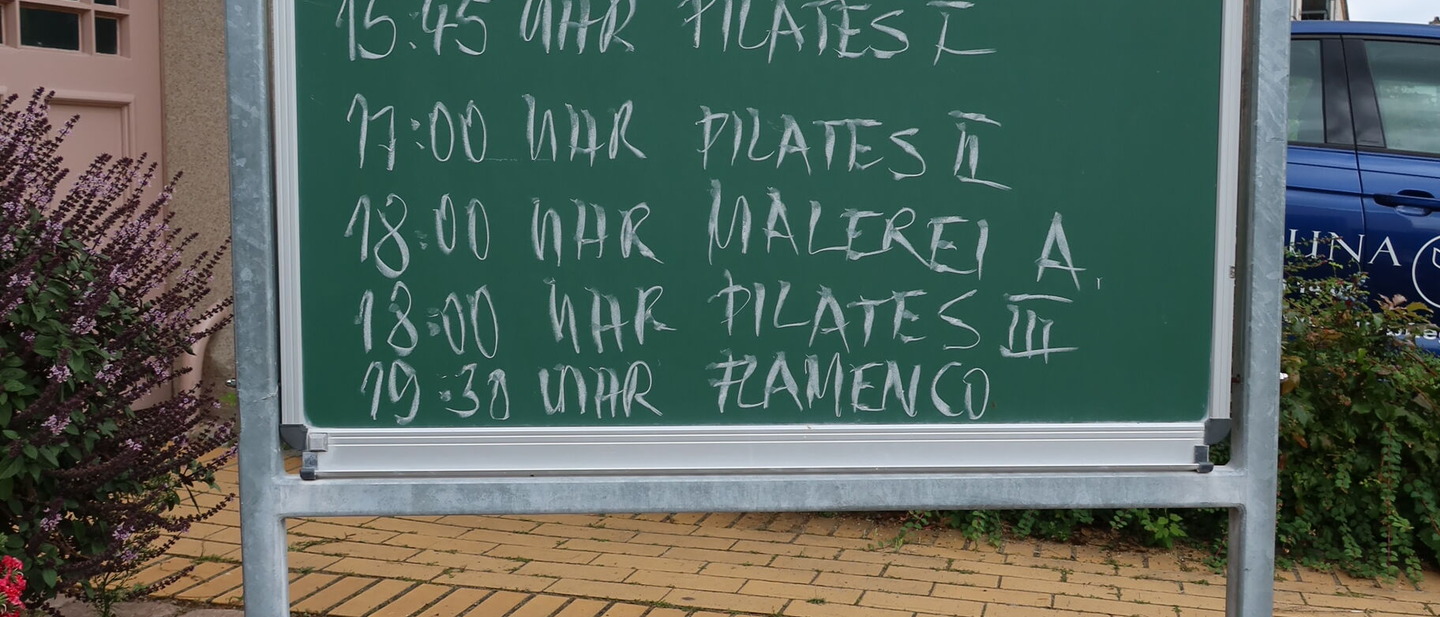 15:45 UHR PILATES I
17:00 UHR PILATES II
18:00 UHR MALEREI A
18:00 UHR PILATES III
19:30 UHR FLAMENCO